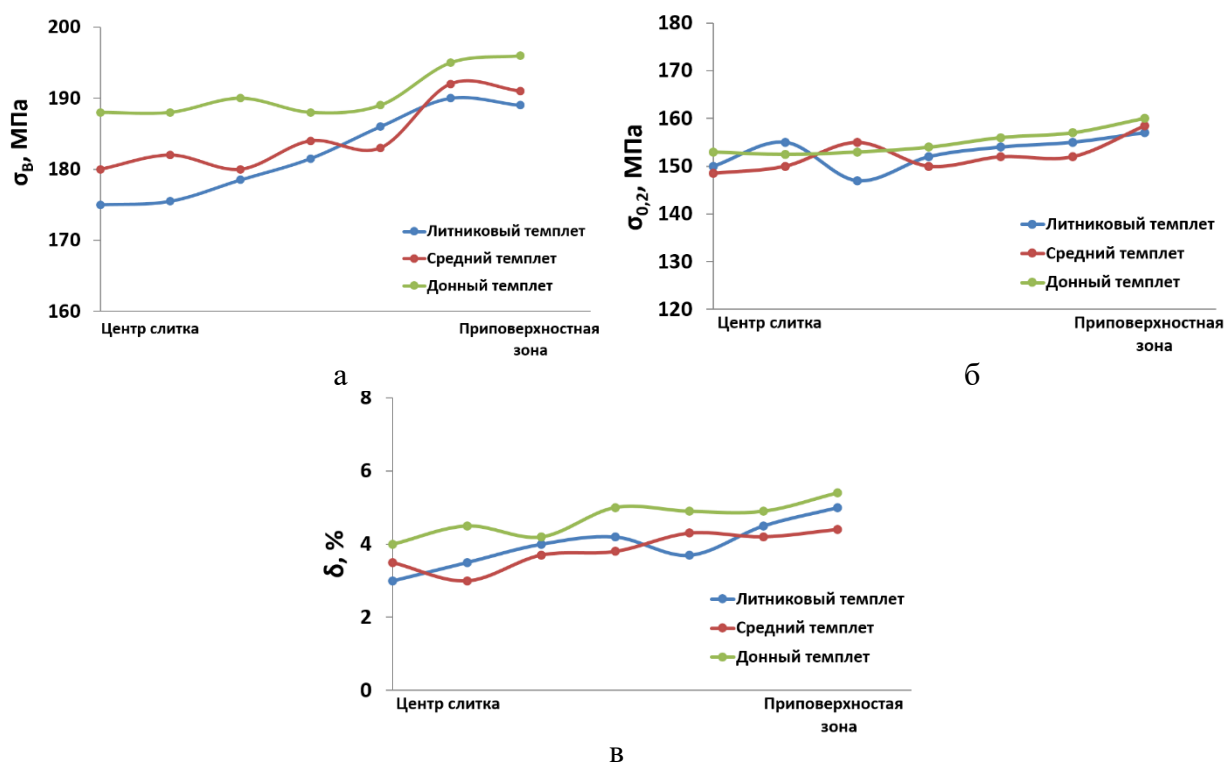 200
190
180
170
160
σв, МПа
Литниковый темплет
Средний темплет
Донный темплет
Центр слитка
Приповерхностная
зона
а
180
170
160
150
140
130
120
σ0,2, МПа
Литниковый темплет
Средний темплет
Донный темплет
Центр слитка
Приповерхностная
зона
б
8
6
4
2
0
δ, %
Литниковый темплет
Средний темплет
Донный темплет
Центр слитка
Приповерхностая
зона
в